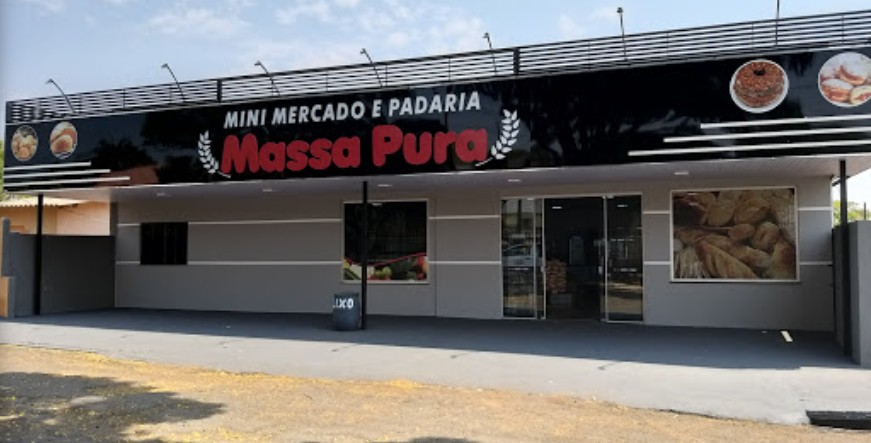 MINI MERCADO E PADARIA
Massa Pura
LIXO